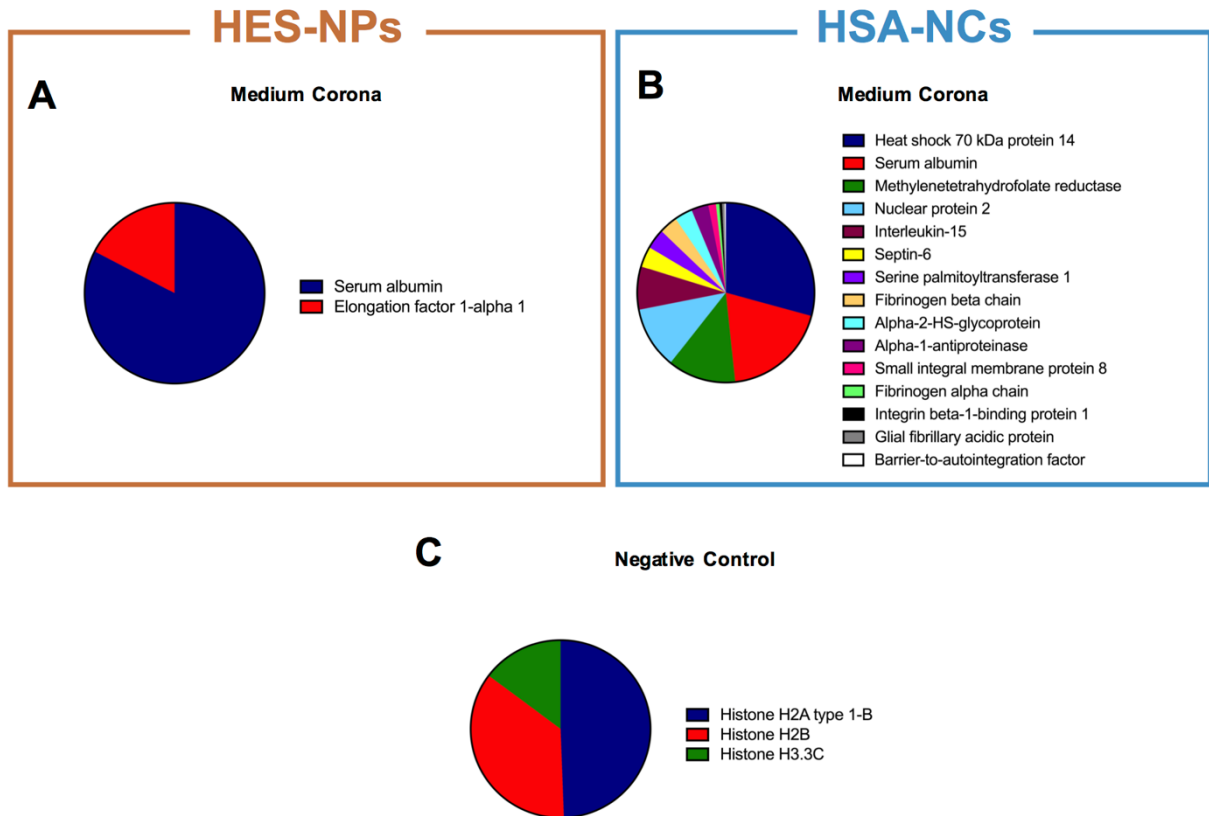 HES-NPs
A
Medium Corona
Serum albumin
Elongation factor 1-alpha 1
HSA-NCs
B
Medium Corona
Heat shock 70 kDa protein 14
Serum albumin
Methylenetetrahydrofolate reductase
Nuclear protein 2
Interleukin-15
Septin-6
Serine palmitoyltransferase 1
Fibrinogen beta chain
Alpha-2-HS-glycoprotein
Alpha-1-antiproteinase
Small integral membrane protein 8
Fibrinogen alpha chain
Integrin beta-1-binding protein 1
Glial fibrillary acidic protein
Barrier-to-autointegration factor
C
Negative Control
Histone H2A type 1-B
Histone H2B
Histone H3.3C